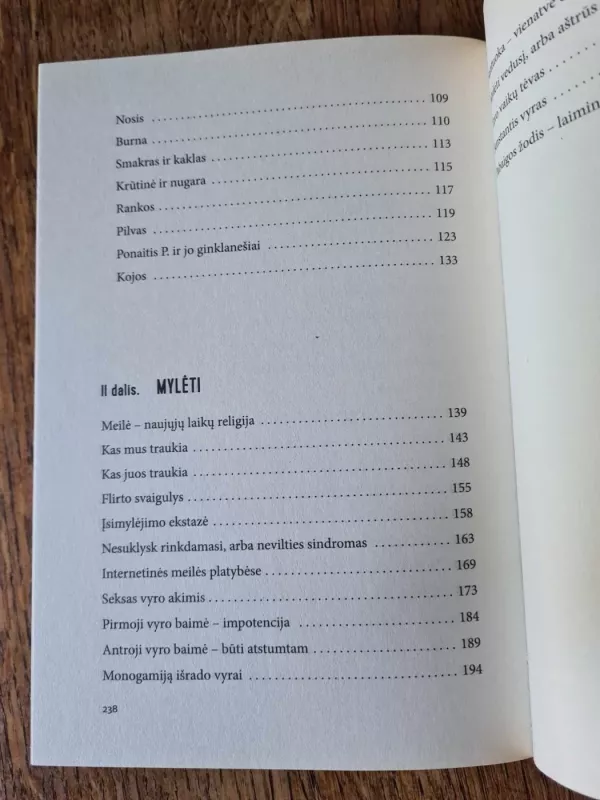 Nosis . . . . . . . . . . . . . . . . . . . . . . . . . . . . . . . . . . . . . . . . . 109
Burna . . . . . . . . . . . . . . . . . . . . . . . . . . . . . . . . . . . . . . . . . 110
Smakras ir kaklas . . . . . . . . . . . . . . . . . . . . . . . . . . . . . . . . 113
Krūtinė ir nugara . . . . . . . . . . . . . . . . . . . . . . . . . . . . . . . . 115
Rankos . . . . . . . . . . . . . . . . . . . . . . . . . . . . . . . . . . . . . . . . 117
Pilvas . . . . . . . . . . . . . . . . . . . . . . . . . . . . . . . . . . . . . . . . . 119
Ponaitis P. ir jo ginklanešiai . . . . . . . . . . . . . . . . . . . . . . . 123
Kojos . . . . . . . . . . . . . . . . . . . . . . . . . . . . . . . . . . . . . . . . . 133
II dalis. MYLĖTI
Meilė – naujųjų laikų religija . . . . . . . . . . . . . . . . . . . . . . . 139
Kas mus traukia . . . . . . . . . . . . . . . . . . . . . . . . . . . . . . . . . 143
Kas juos traukia . . . . . . . . . . . . . . . . . . . . . . . . . . . . . . . . . 148
Flirto svaigulys . . . . . . . . . . . . . . . . . . . . . . . . . . . . . . . . . . 155
Įsimylėjimo ekstazė . . . . . . . . . . . . . . . . . . . . . . . . . . . . . . 158
Nesuklysk rinkdamasi, arba nevilties sindromas . . . . . . . . . . 163
Internetinės meilės platybėse . . . . . . . . . . . . . . . . . . . . . . . 169
Seksas vyro akimis . . . . . . . . . . . . . . . . . . . . . . . . . . . . . . . 173
Pirmoji vyro baimė – impotencija . . . . . . . . . . . . . . . . . . . . 184
Antroji vyro baimė – būti atstumtam . . . . . . . . . . . . . . . . . 189
Monogamiją išrado vyrai . . . . . . . . . . . . . . . . . . . . . . . . . . 194
238
– vienatvė
vedusį, arba aštrūs
vaikų tėvas
vyras
žodis –